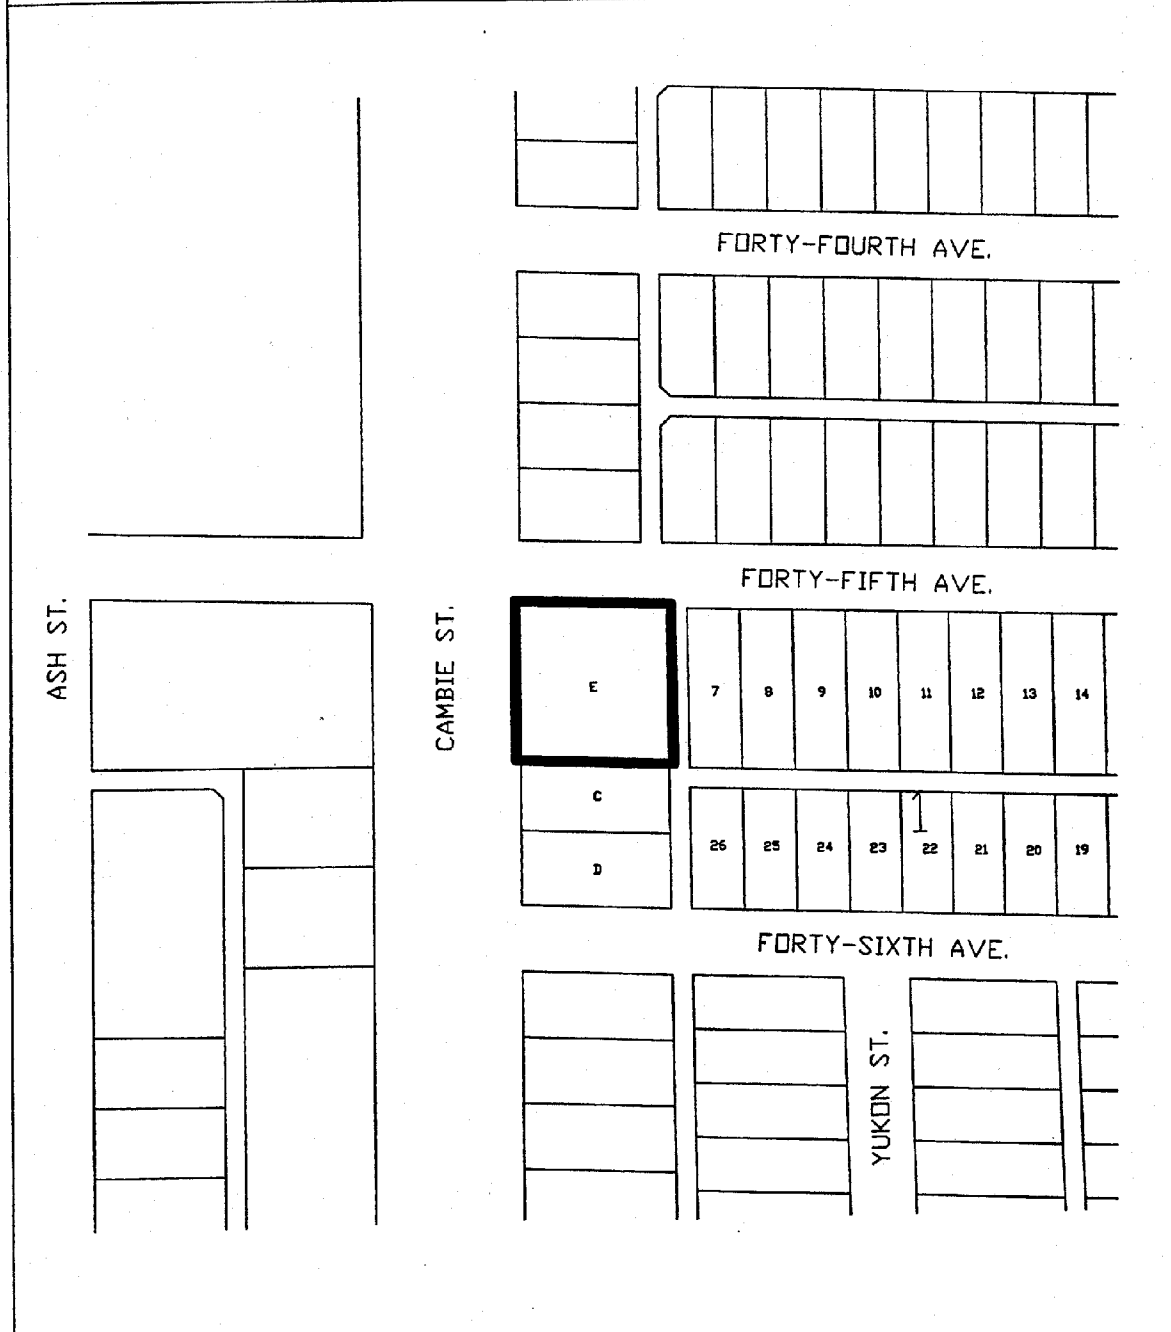 FORTY-FOURTH AVE.
FORTY-FIFTH AVE.
ASH ST.
CAMBIE ST.
E
7 8 9 10 11 12 13 14
C
1
26 25 24 23 22 21 20 19
D
FORTY-SIXTH AVE.
YUKON ST.